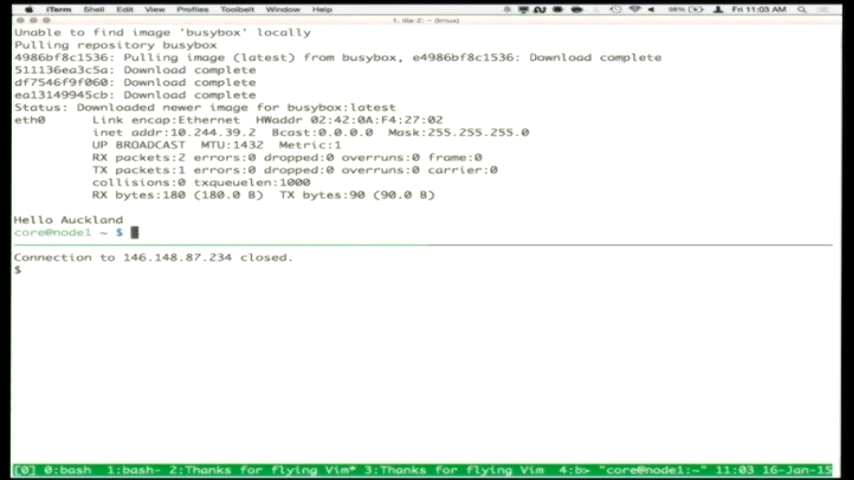 iTerm Shell Edit View Profiles Toolbelt Window Help 98% Fri 11:03 AM
Unable to find image 'busybox' locally
Pulling repository busybox
4986bf8c1536: Pulling image (latest) from busybox, e4986bf8c1536: Download complete
511136ea3c5a: Download complete
df7546f9f060: Download complete
ea13149945cb: Download complete
Status: Downloaded newer image for busybox:latest
eth0 Link encap:Ethernet HWaddr 02:42:0A:F4:27:02
inet addr:10.244.39.2 Bcast:0.0.0.0 Mask:255.255.255.0
UP BROADCAST MTU:1432 Metric:1
RX packets:2 errors:0 dropped:0 overruns:0 frame:0
TX packets:1 errors:0 dropped:0 overruns:0 carrier:0
collisions:0 txqueuelen:1000
RX bytes:180 (180.0 B) TX bytes:90 (90.0 B)
Hello Auckland
core@node1 ~ $
Connection to 146.148.87.234 closed.
$
[0] 0:bash 1:bash- 2:Thanks for flying Vim* 3:Thanks for flying Vim 4:b> "core@node1:~" 11:03 16-Jan-15